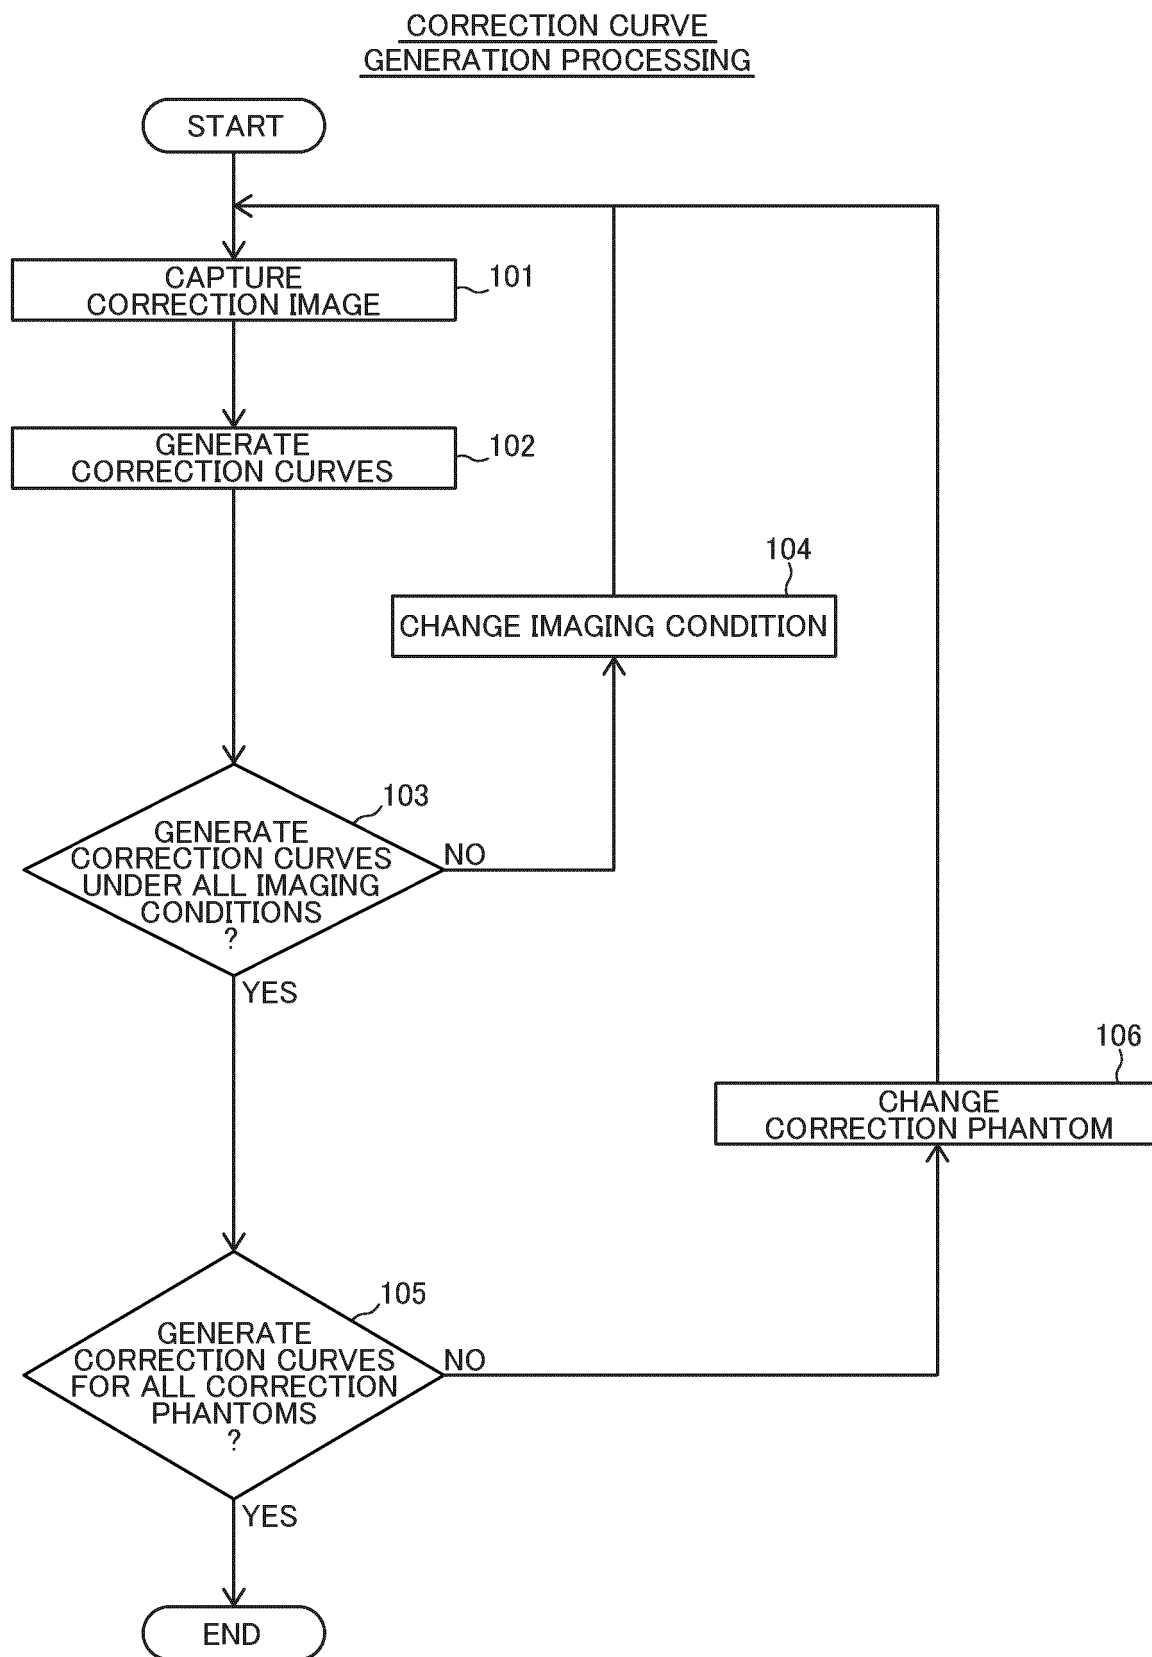 CORRECTION CURVE
GENERATION PROCESSING
START
CAPTURE
CORRECTION IMAGE
101
GENERATE
CORRECTION CURVES
102
104
CHANGE IMAGING CONDITION
103
GENERATE
CORRECTION CURVES
UNDER ALL IMAGING
CONDITIONS
?
NO
YES
106
CHANGE
CORRECTION PHANTOM
105
GENERATE
CORRECTION CURVES
FOR ALL CORRECTION
PHANTOMS
?
NO
YES
END